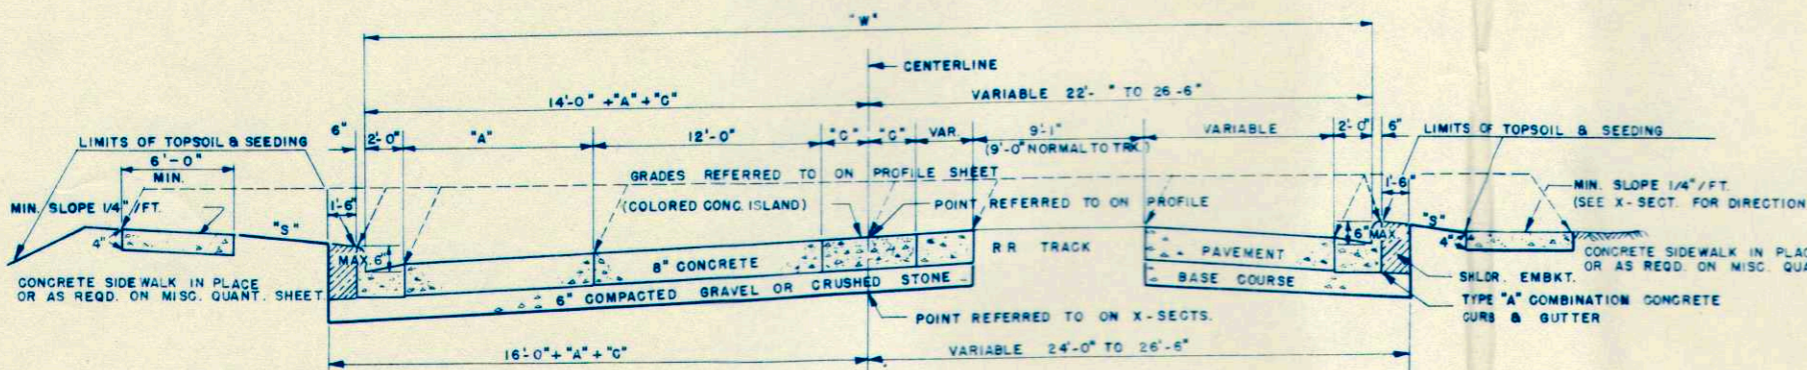 "W"
CENTERLINE
14'-0" +"A"+"C"
VARIABLE 22'- " TO 26-6"
LIMITS OF TOPSOIL & SEEDING
6"
2'-0"
"A"
12'-0"
"C"
"C"
VAR.
9'-1"
(9'-0" NORMAL TO TRK.)
VARIABLE
2'-0"
6"
LIMITS OF TOPSOIL & SEEDING
6'-0"
MIN.
GRADES REFERRED TO ON PROFILE SHEET
MIN. SLOPE 1/4"/FT.
1'-6"
(COLORED CONC. ISLAND)
POINT REFERRED TO ON PROFILE
1'-6"
MIN. SLOPE 1/4"/FT.
(SEE X-SECT. FOR DIRECTION
"S"
4"
MAX. 6"
8" CONCRETE
RR TRACK
PAVEMENT
6"
MAX
"S"
4"
CONCRETE SIDEWALK IN PLACE
OR AS REQD. ON MISC. QUANT. SHEET.
6" COMPACTED GRAVEL OR CRUSHED STONE
BASE COURSE
CONCRETE SIDEWALK IN PLAC
OR AS REQD. ON MISC. QUA
SHLDR. EMBKT.
TYPE "A" COMBINATION CONCRETE
CURB & GUTTER
POINT REFERRED TO ON X-SECTS.
16'-0"+"A"+"C"
VARIABLE 24'-0" TO 26'-6"